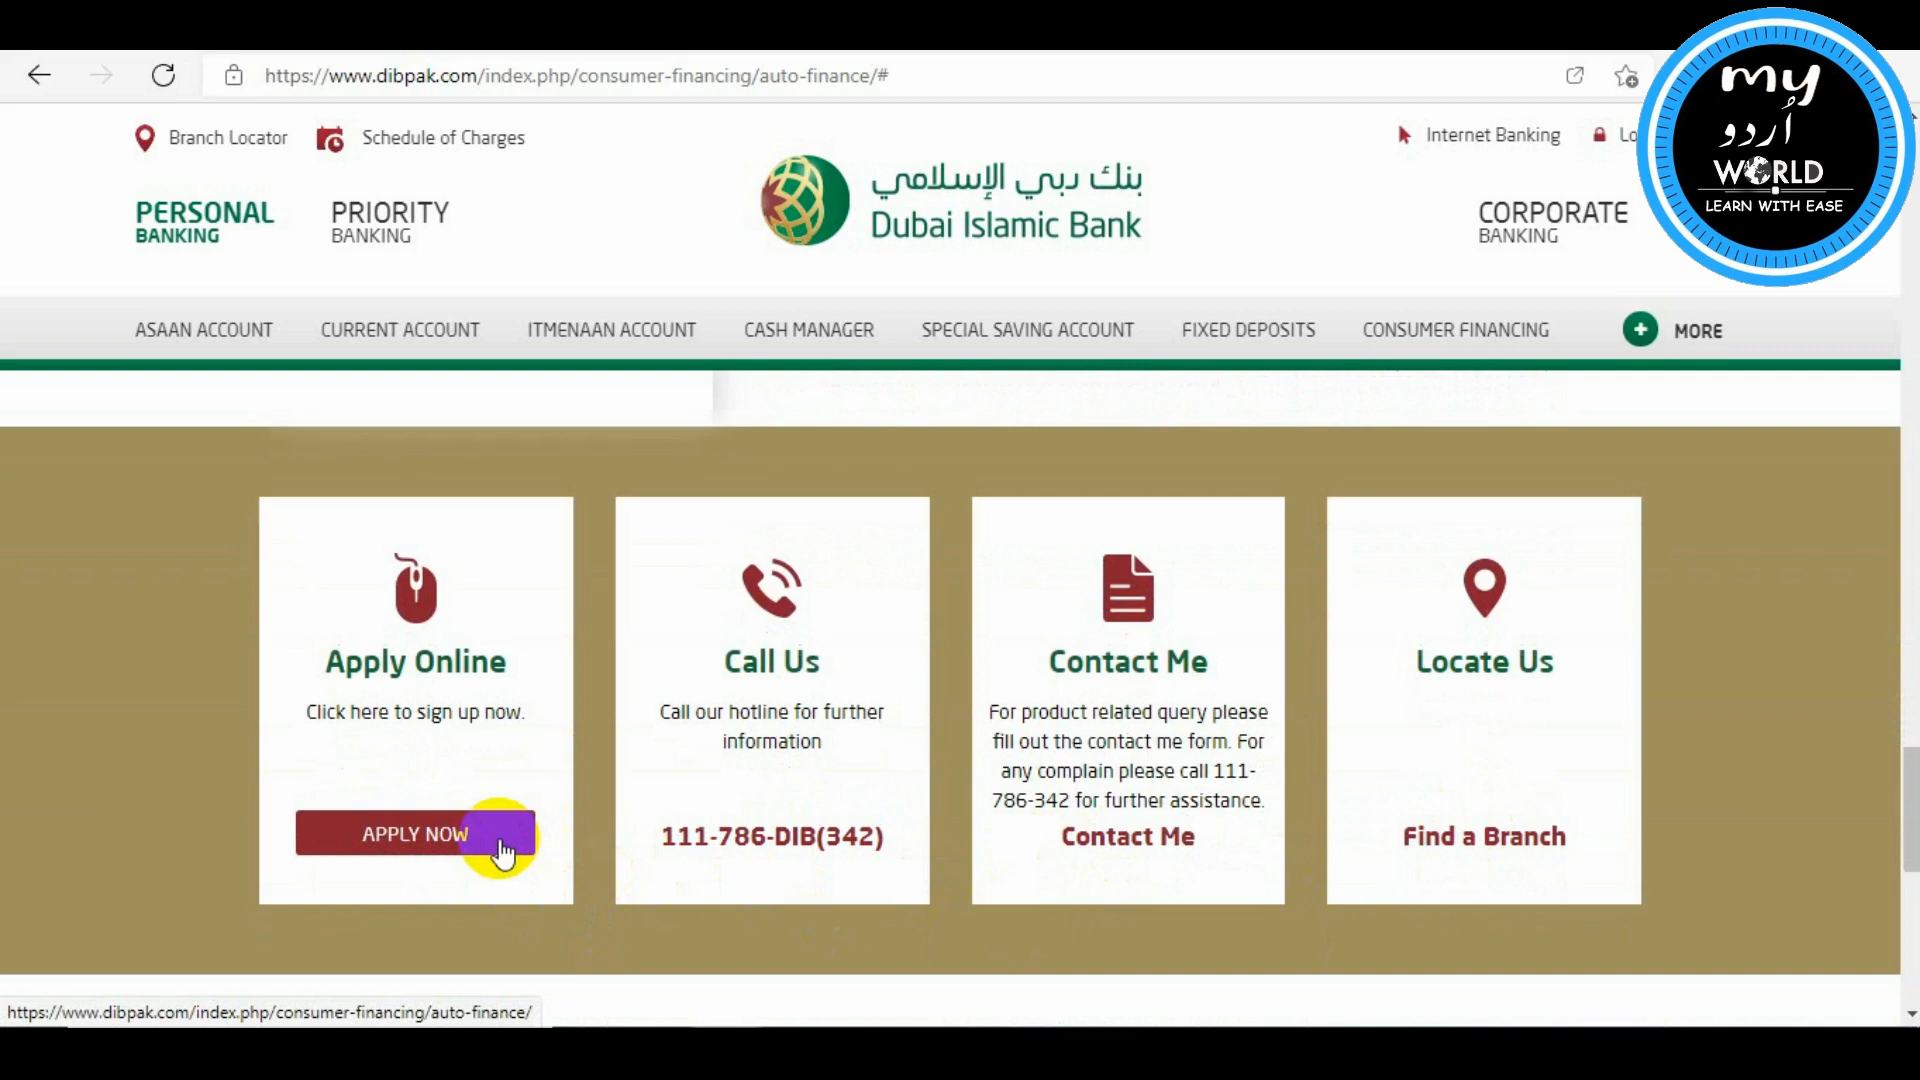 https://www.dibpak.com/index.php/consumer-financing/auto-finance/#
my
اُردو
WORLD
LEARN WITH EASE
Branch Locator
Schedule of Charges
Internet Banking
Lo
PERSONAL
BANKING
PRIORITY
BANKING
بنك دبي الإسلامي
Dubai Islamic Bank
CORPORATE
BANKING
ASAAN ACCOUNT
CURRENT ACCOUNT
ITMENAAN ACCOUNT
CASH MANAGER
SPECIAL SAVING ACCOUNT
FIXED DEPOSITS
CONSUMER FINANCING
MORE
Apply Online
Click here to sign up now.
APPLY NOW
Call Us
Call our hotline for further
information
111-786-DIB(342)
Contact Me
For product related query please
fill out the contact me form. For
any complain please call 111-
786-342 for further assistance.
Contact Me
Locate Us
Find a Branch
https://www.dibpak.com/index.php/consumer-financing/auto-finance/